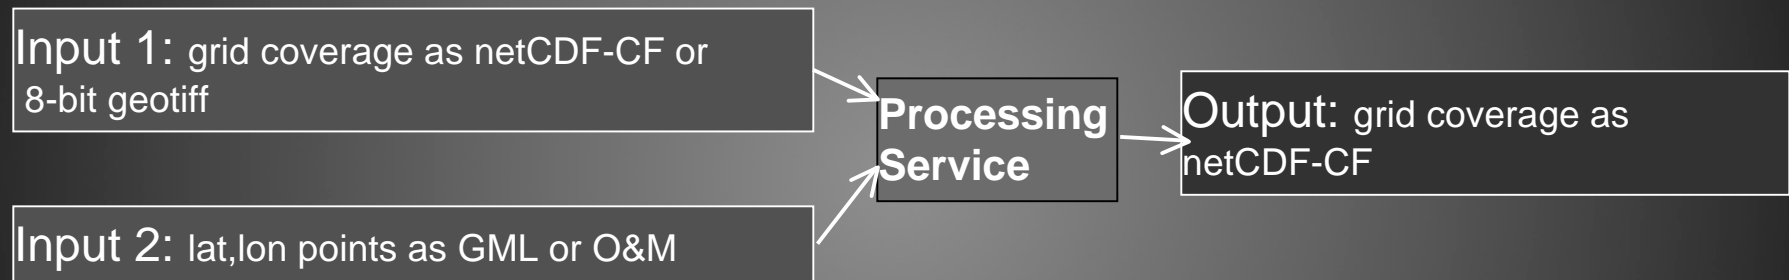 Input 1: grid coverage as netCDF-CF or
8-bit geotiff
Input 2: lat,lon points as GML or O&M
Processing
Service
Output: grid coverage as
netCDF-CF